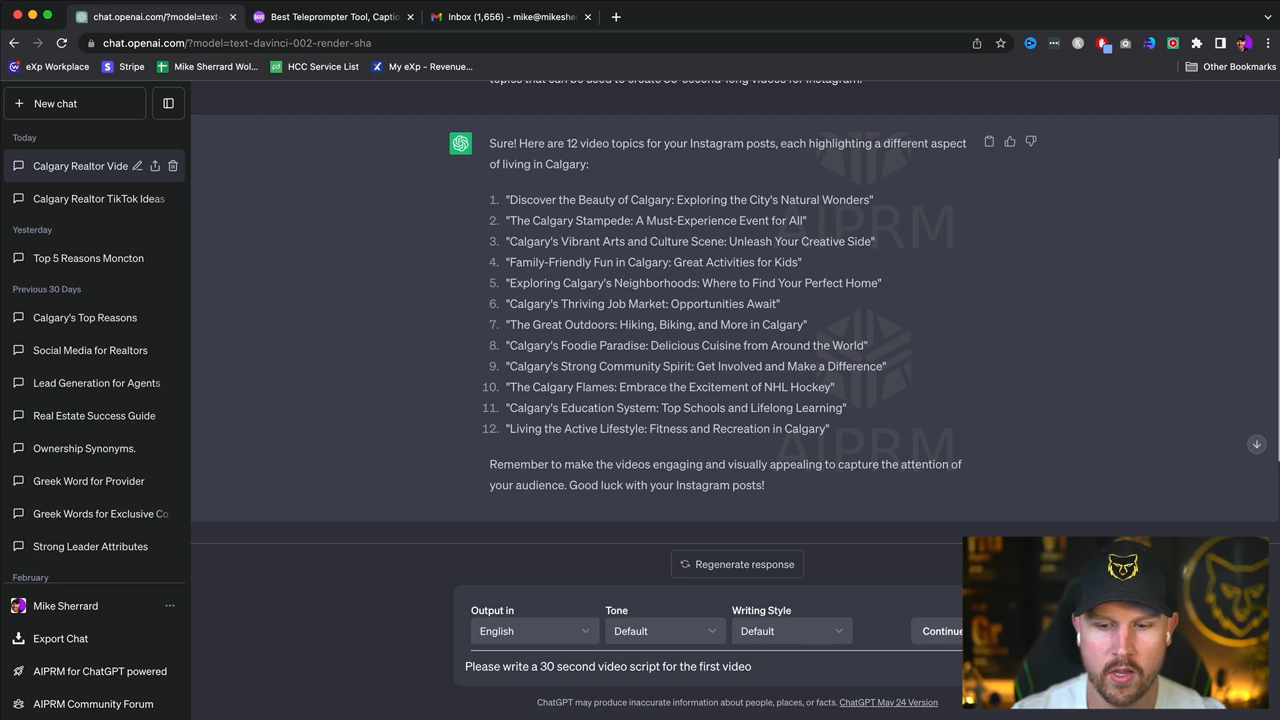 chat.openai.com/?model=text-
Best Teleprompter Tool, Captio
Inbox (1,656) – mike@mikeshe
chat.openai.com/?model=text-davinci-002-render-sha
eXp Workplace
Stripe
Mike Sherrard Wol...
HCC Service List
My eXp - Revenue...
Other Bookmarks
New chat
Today
Calgary Realtor Vide
Calgary Realtor TikTok Ideas
Yesterday
Top 5 Reasons Moncton
Previous 30 Days
Calgary's Top Reasons
Social Media for Realtors
Lead Generation for Agents
Real Estate Success Guide
Ownership Synonyms.
Greek Word for Provider
Greek Words for Exclusive Co
Strong Leader Attributes
February
Mike Sherrard
Export Chat
AIPRM for ChatGPT powered
AIPRM Community Forum
topics that can be used to create 30-second-long videos for Instagram.
Sure! Here are 12 video topics for your Instagram posts, each highlighting a different aspect
of living in Calgary:
1. "Discover the Beauty of Calgary: Exploring the City's Natural Wonders"
2. "The Calgary Stampede: A Must-Experience Event for All"
3. "Calgary's Vibrant Arts and Culture Scene: Unleash Your Creative Side"
4. "Family-Friendly Fun in Calgary: Great Activities for Kids"
5. "Exploring Calgary's Neighborhoods: Where to Find Your Perfect Home"
6. "Calgary's Thriving Job Market: Opportunities Await"
7. "The Great Outdoors: Hiking, Biking, and More in Calgary"
8. "Calgary's Foodie Paradise: Delicious Cuisine from Around the World"
9. "Calgary's Strong Community Spirit: Get Involved and Make a Difference"
10. "The Calgary Flames: Embrace the Excitement of NHL Hockey"
11. "Calgary's Education System: Top Schools and Lifelong Learning"
12. "Living the Active Lifestyle: Fitness and Recreation in Calgary"
Remember to make the videos engaging and visually appealing to capture the attention of
your audience. Good luck with your Instagram posts!
AIPRM
AIPRM
Regenerate response
Output in
Tone
Writing Style
English
Default
Default
Continue
Please write a 30 second video script for the first video
ChatGPT may produce inaccurate information about people, places, or facts. ChatGPT May 24 Version